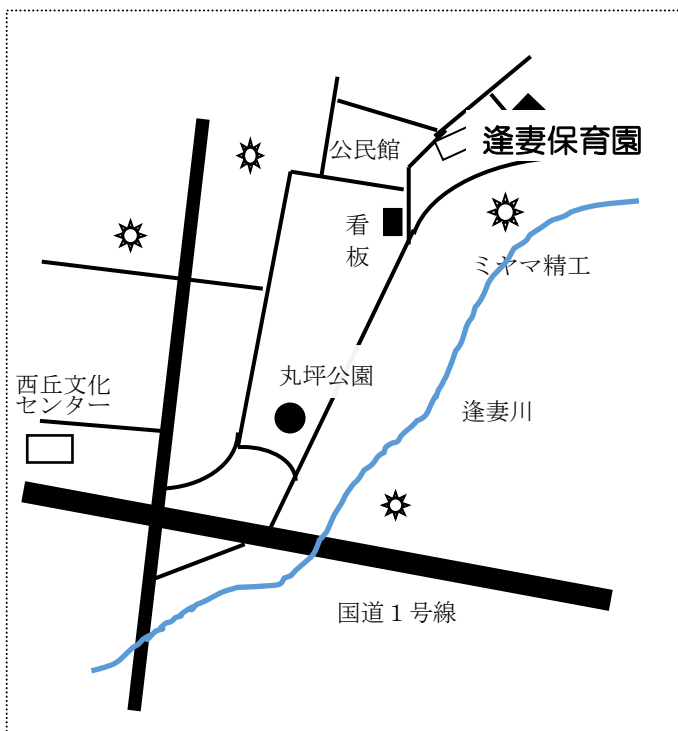 逢妻保育園
公民館
看
板
ミヤマ精工
丸坪公園
西丘文化
センター
逢妻川
国道１号線